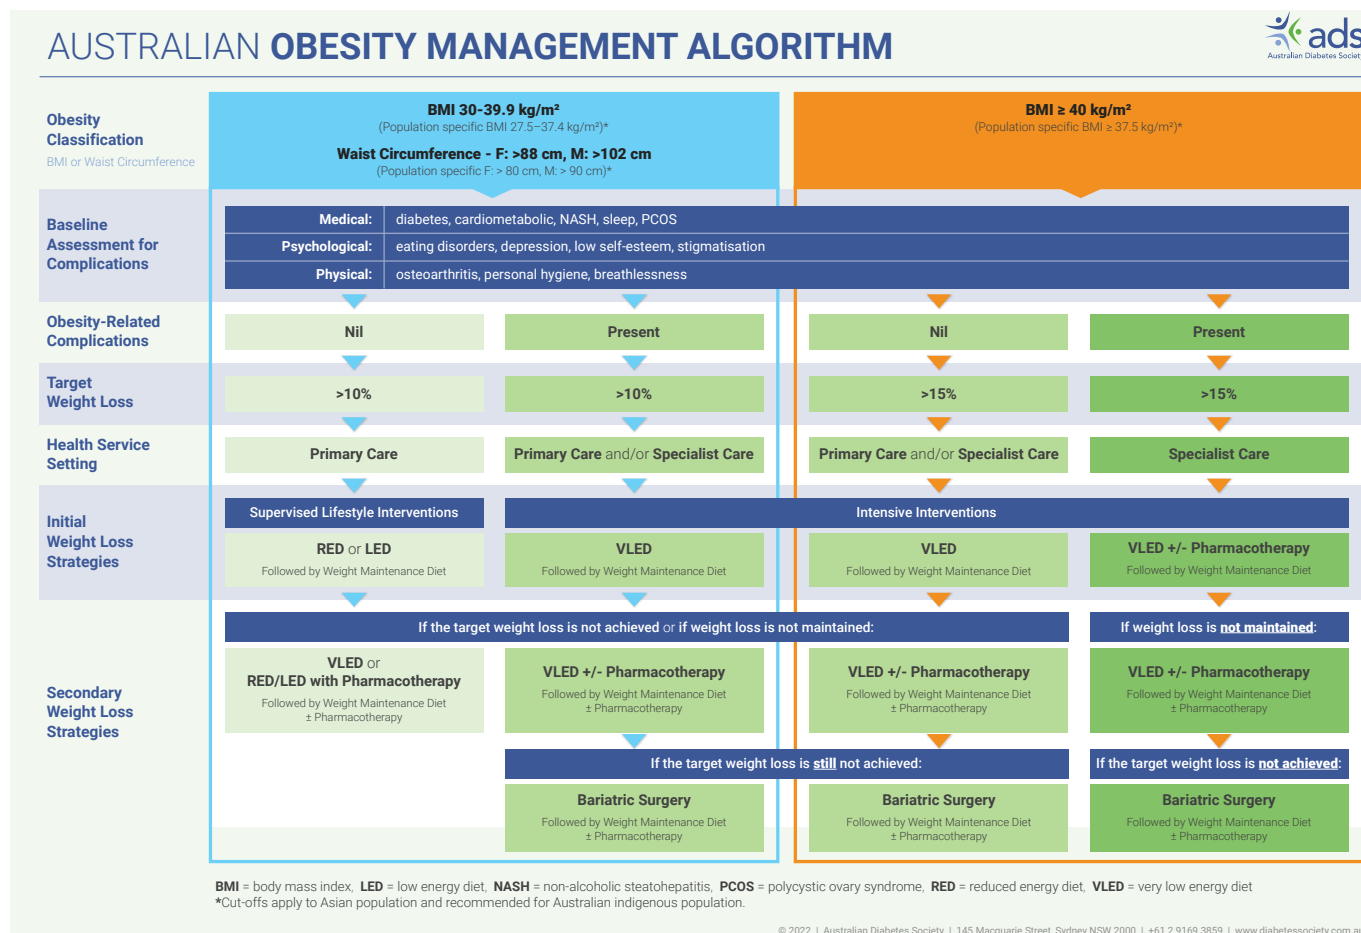 AUSTRALIAN OBESITY MANAGEMENT ALGORITHM
ads
Australian Diabetes Society
Obesity
Classification
BMI or Waist Circumference
BMI 30-39.9 kg/m²
(Population specific BMI 27.5–37.4 kg/m²)*
Waist Circumference - F: >88 cm, M: >102 cm
(Population specific F: > 80 cm, M: > 90 cm)*
BMI ≥ 40 kg/m²
(Population specific BMI ≥ 37.5 kg/m²)*
Baseline
Assessment for
Complications
Medical: diabetes, cardiometabolic, NASH, sleep, PCOS
Psychological: eating disorders, depression, low self-esteem, stigmatisation
Physical: osteoarthritis, personal hygiene, breathlessness
Obesity-Related
Complications
Nil
Present
Nil
Present
Target
Weight Loss
>10%
>10%
>15%
>15%
Health Service
Setting
Primary Care
Primary Care and/or Specialist Care
Primary Care and/or Specialist Care
Specialist Care
Initial
Weight Loss
Strategies
Supervised Lifestyle Interventions
Intensive Interventions
RED or LED
Followed by Weight Maintenance Diet
VLED
Followed by Weight Maintenance Diet
VLED
Followed by Weight Maintenance Diet
VLED +/- Pharmacotherapy
Followed by Weight Maintenance Diet
Secondary
Weight Loss
Strategies
If the target weight loss is not achieved or if weight loss is not maintained:
If weight loss is not maintained:
VLED or
RED/LED with Pharmacotherapy
Followed by Weight Maintenance Diet
± Pharmacotherapy
VLED +/- Pharmacotherapy
Followed by Weight Maintenance Diet
± Pharmacotherapy
VLED +/- Pharmacotherapy
Followed by Weight Maintenance Diet
± Pharmacotherapy
VLED +/- Pharmacotherapy
Followed by Weight Maintenance Diet
± Pharmacotherapy
If the target weight loss is still not achieved:
If the target weight loss is not achieved:
Bariatric Surgery
Followed by Weight Maintenance Diet
± Pharmacotherapy
Bariatric Surgery
Followed by Weight Maintenance Diet
± Pharmacotherapy
Bariatric Surgery
Followed by Weight Maintenance Diet
± Pharmacotherapy
BMI = body mass index, LED = low energy diet, NASH = non-alcoholic steatohepatitis, PCOS = polycystic ovary syndrome, RED = reduced energy diet, VLED = very low energy diet
*Cut-offs apply to Asian population and recommended for Australian indigenous population.
© 2022 | Australian Diabetes Society | 145 Macquarie Street, Sydney NSW 2000 | +61 2 9169 3859 | www.diabetessociety.com.au